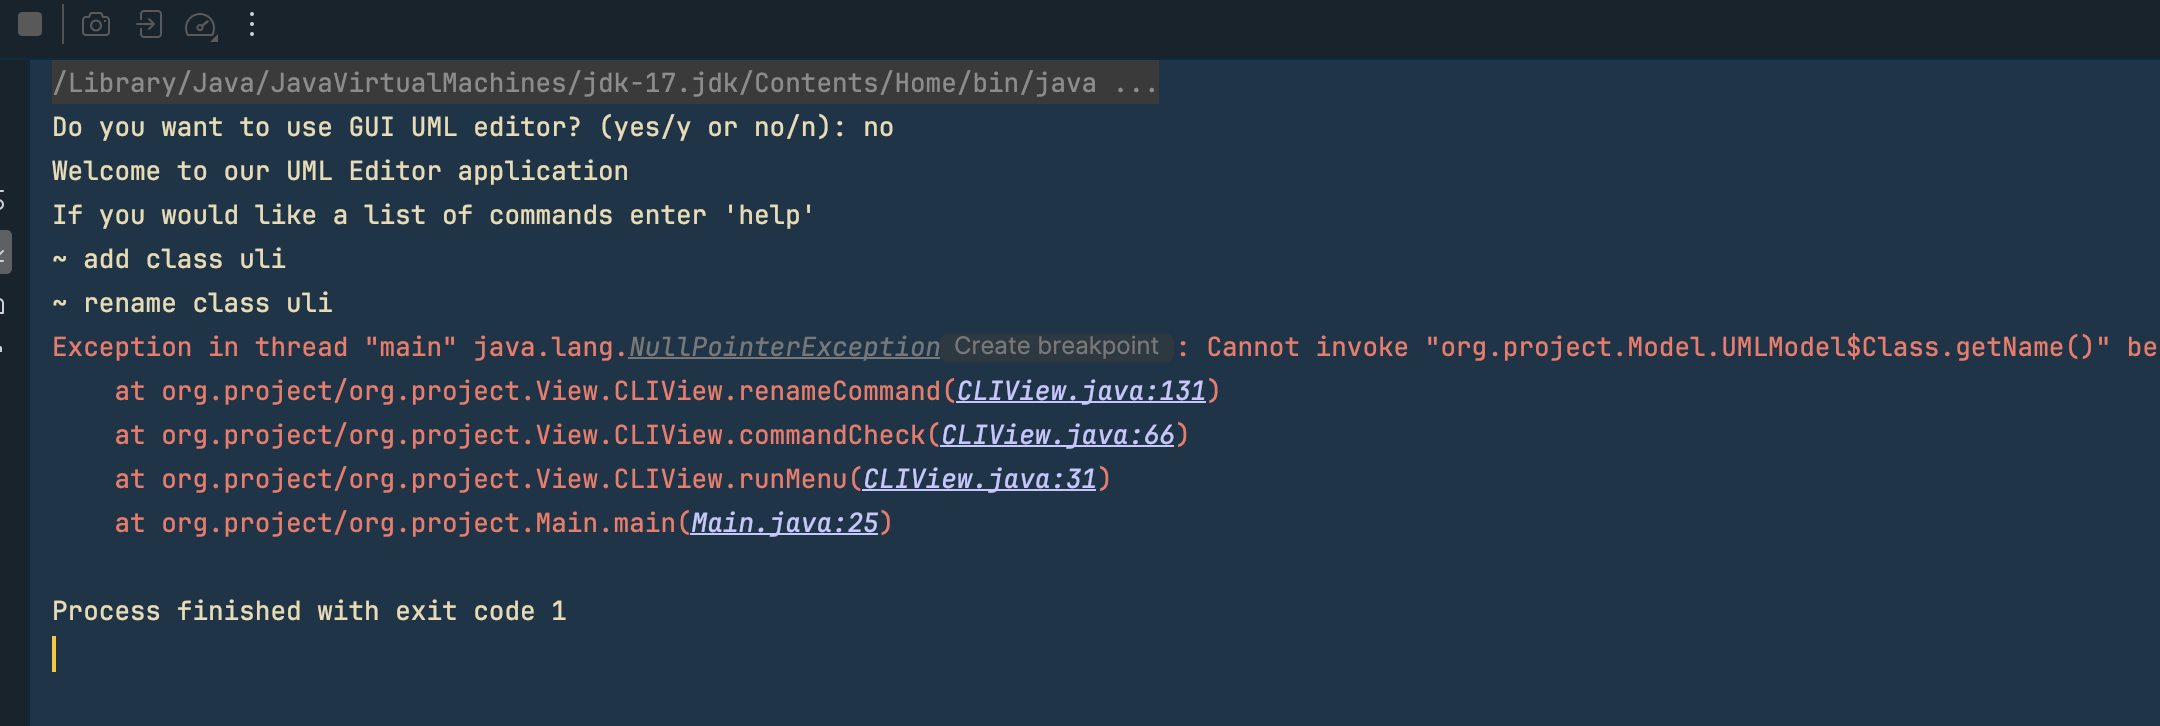 /Library/Java/JavaVirtualMachines/jdk-17.jdk/Contents/Home/bin/java ...
Do you want to use GUI UML editor? (yes/y or no/n): no
Welcome to our UML Editor application
If you would like a list of commands enter 'help'
~ add class uli
~ rename class uli
Exception in thread "main" java.lang.NullPointerException Create breakpoint : Cannot invoke "org.project.Model.UMLModel$Class.getName()" be
    at org.project/org.project.View.CLIView.renameCommand(CLIView.java:131)
    at org.project/org.project.View.CLIView.commandCheck(CLIView.java:66)
    at org.project/org.project.View.CLIView.runMenu(CLIView.java:31)
    at org.project/org.project.Main.main(Main.java:25)
Process finished with exit code 1